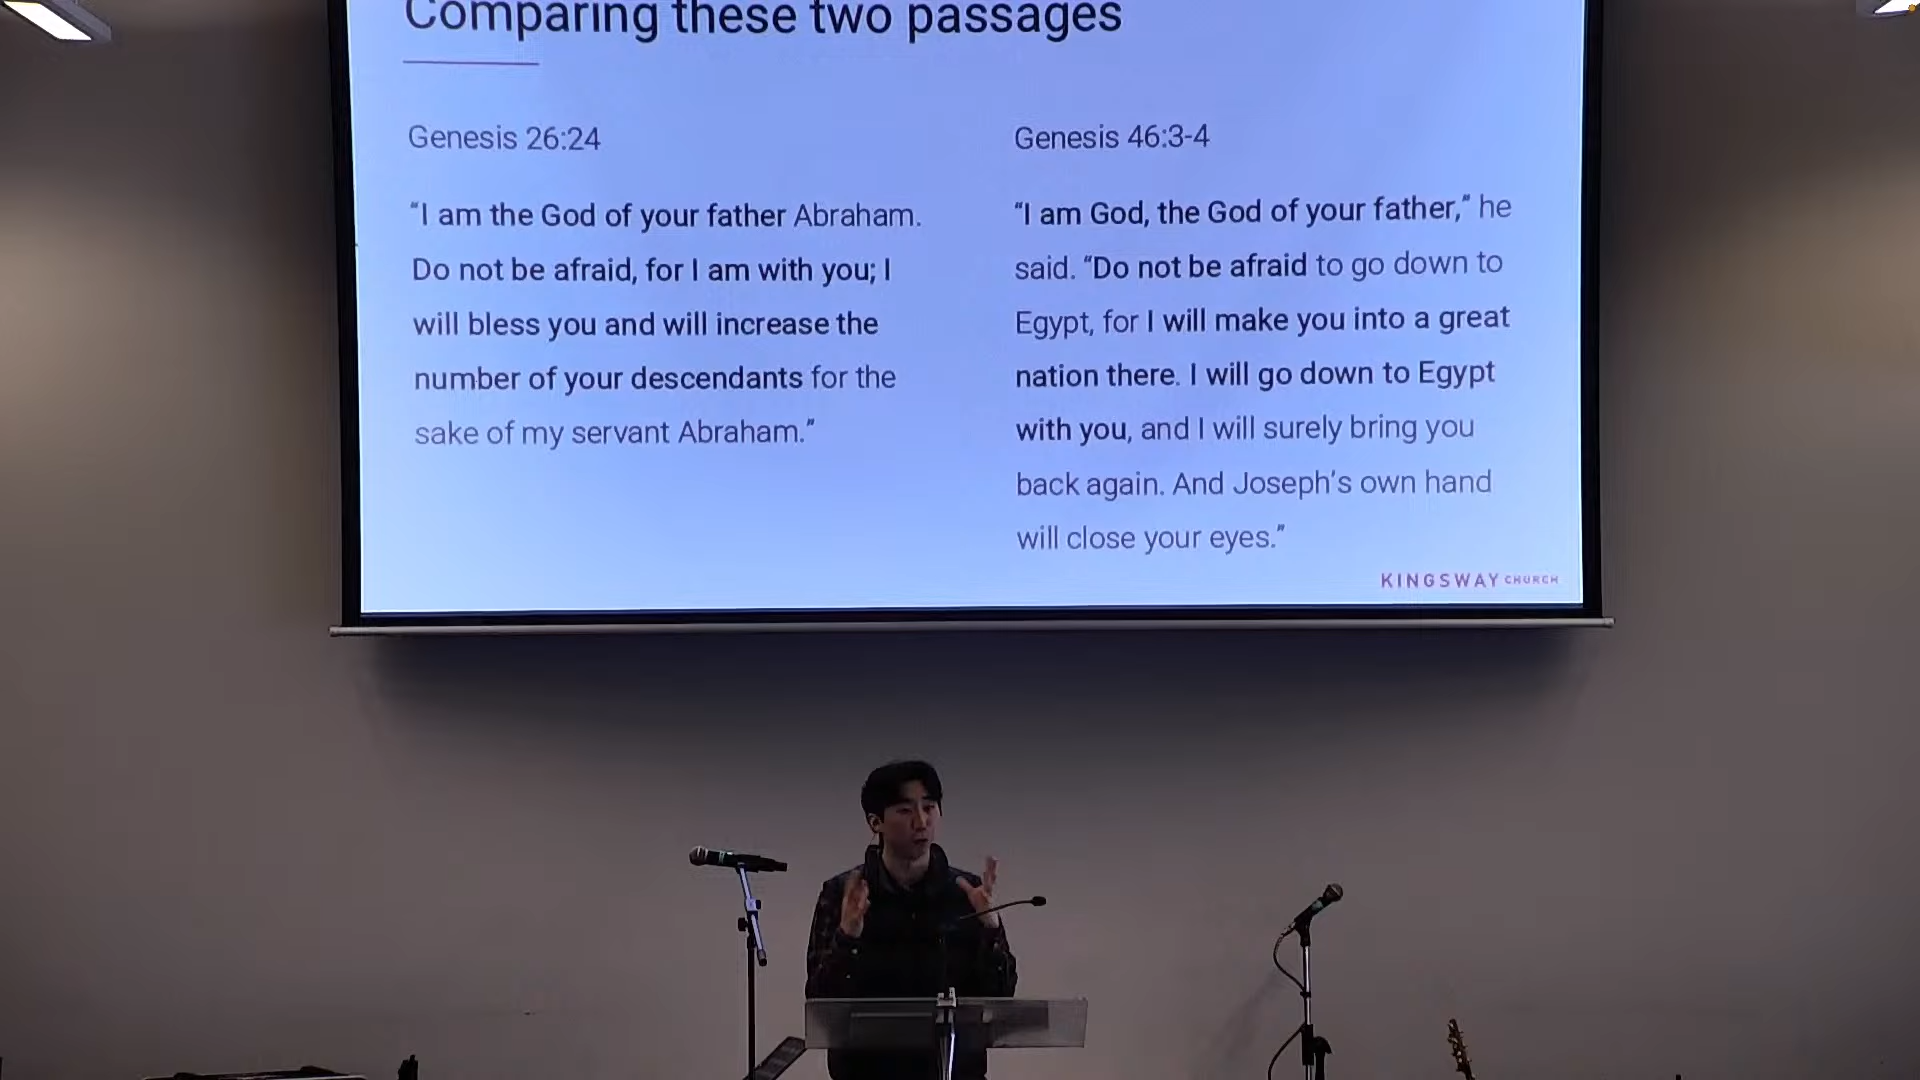 Comparing these two passages
Genesis 26:24
“I am the God of your father Abraham.
Do not be afraid, for I am with you; I
will bless you and will increase the
number of your descendants for the
sake of my servant Abraham.”
Genesis 46:3-4
“I am God, the God of your father,” he
said. “Do not be afraid to go down to
Egypt, for I will make you into a great
nation there. I will go down to Egypt
with you, and I will surely bring you
back again. And Joseph’s own hand
will close your eyes.”
KINGSWAY CHURCH